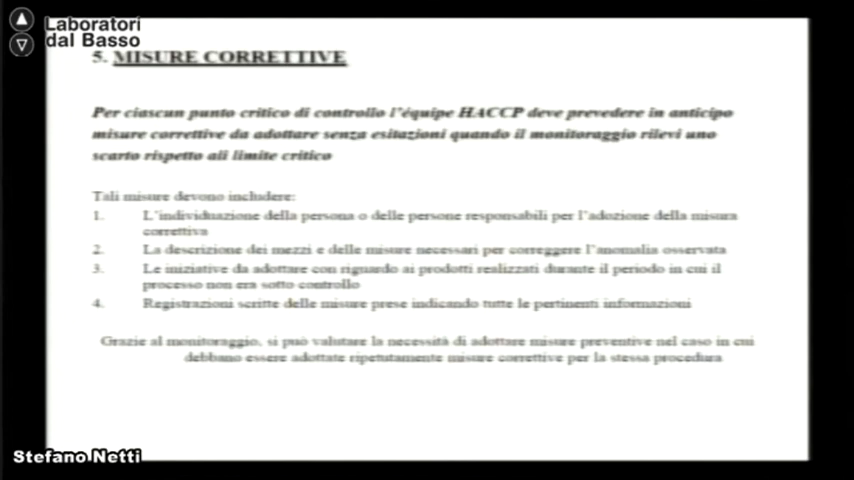 Laboratori
dal Basso
5. MISURE CORRETTIVE
Per ciascun punto critico di controllo l'équipe HACCP deve prevedere in anticipo
misure correttive da adottare senza esitazioni quando il monitoraggio rilevi uno
scarto rispetto all limite critico
Tali misure devono includere:
1. L'individuazione della persona o delle persone responsabili per l'adozione della misura
correttiva
2. La descrizione dei mezzi e delle misure necessari per correggere l'anomalia osservata
3. Le iniziative da adottare con riguardo ai prodotti realizzati durante il periodo in cui il
processo non era sotto controllo
4. Registrazioni scritte delle misure prese indicando tutte le pertinenti informazioni
Grazie al monitoraggio, si può valutare la necessità di adottare misure preventive nel caso in cui
debbano essere adottate ripetutamente misure correttive per la stessa procedura
Stefano Netti